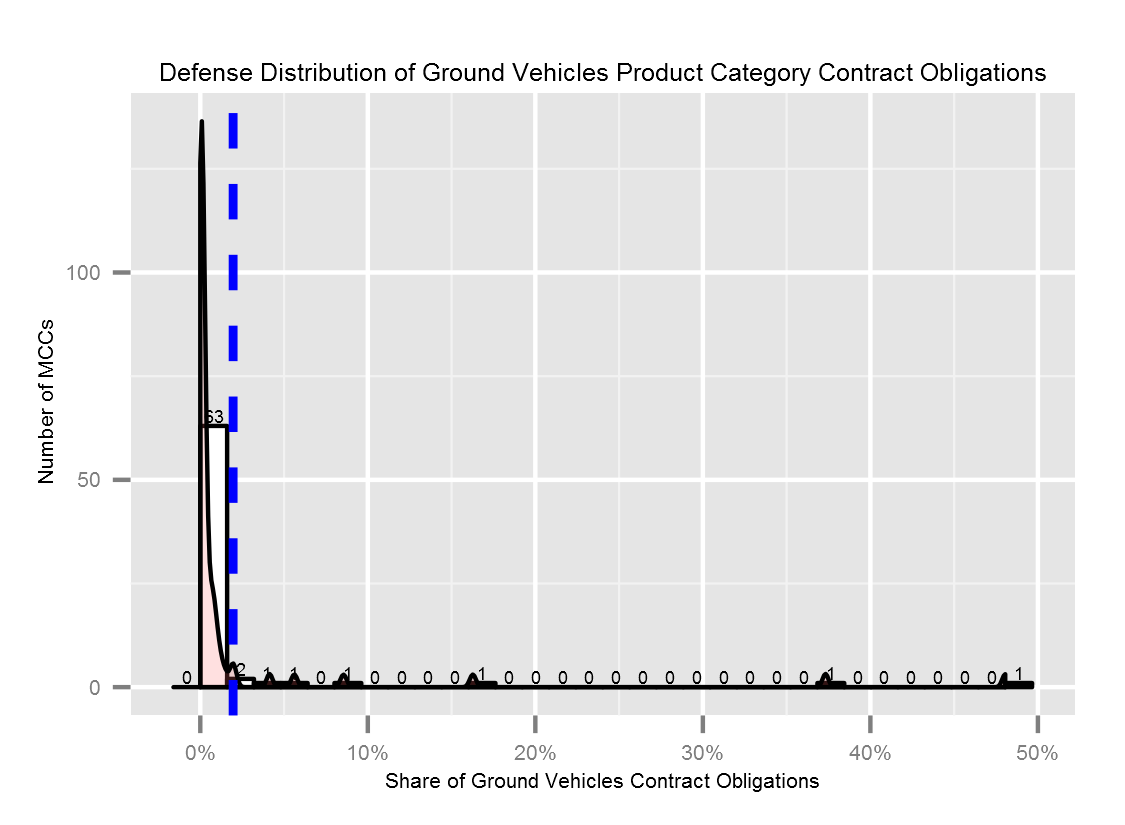 Defense Distribution of Ground Vehicles Product Category Contract Obligations
Number of MCCs
100
50
0
63
0 2 1 1 0 1 0 0 0 0 1 0 0 0 0 0 0 0 0 0 0 0 0 1 0 0 0 0 0 0 1
0% 10% 20% 30% 40% 50%
Share of Ground Vehicles Contract Obligations